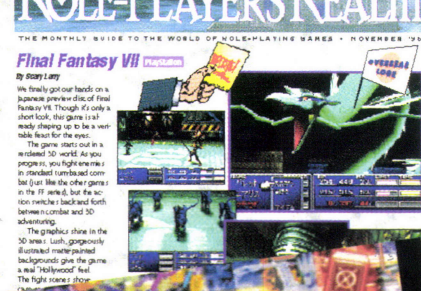 ROLE-PLAYERS REALM
THE MONTHLY GUIDE TO THE WORLD OF ROLE-PLAYING GAMES • NOVEMBER '96
Final Fantasy VII PlayStation
By Scary Larry
OVERSEAS
LOOK
We finally got our hands on a
Japanese preview disc of Final
Fantasy VII. Though it's only a
short look, this game is al-
ready shaping up to be a veri-
table feast for the eyes.
The game starts out in a
rendered 3D world. As you
progress, you fight enemies
in standard turn-based com-
bat (just like the other games
in the FF series), but the ac-
tion switches back and forth
between combat and 3D
adventuring.
The graphics shine in the
3D areas. Lush, gorgeously
illustrated matte-painted
backgrounds give the game
a real "Hollywood" feel.
The fight scenes show